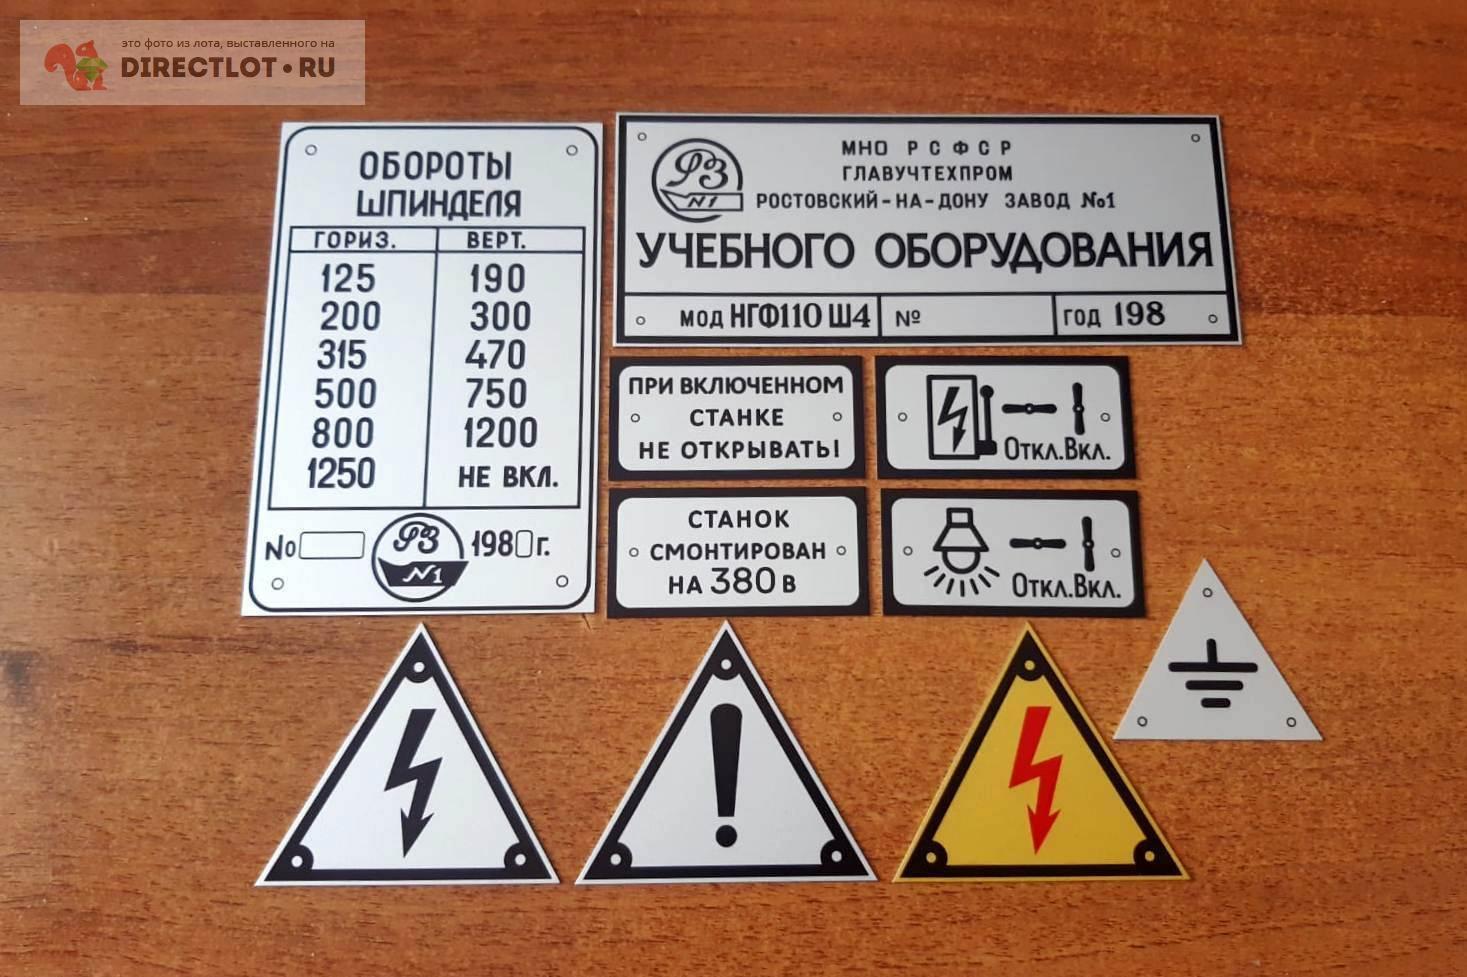 это фото из лота, выставленного на
DIRECTLOT•RU
ОБОРОТЫ
ШПИНДЕЛЯ
ГОРИЗ. ВЕРТ.
125 190
200 300
315 470
500 750
800 1200
1250 НЕ ВКЛ.
№ РЗ 198 г.
N1
РЗ
N1
МНО РСФСР
ГЛАВУЧТЕХПРОМ
РОСТОВСКИЙ-НА-ДОНУ ЗАВОД №1
УЧЕБНОГО ОБОРУДОВАНИЯ
МОД НГФ110 Ш4 № ГОД 198
ПРИ ВКЛЮЧЕННОМ
СТАНКЕ
НЕ ОТКРЫВАТЬ!
Откл.Вкл.
СТАНОК
СМОНТИРОВАН
НА 380 В
Откл.Вкл.